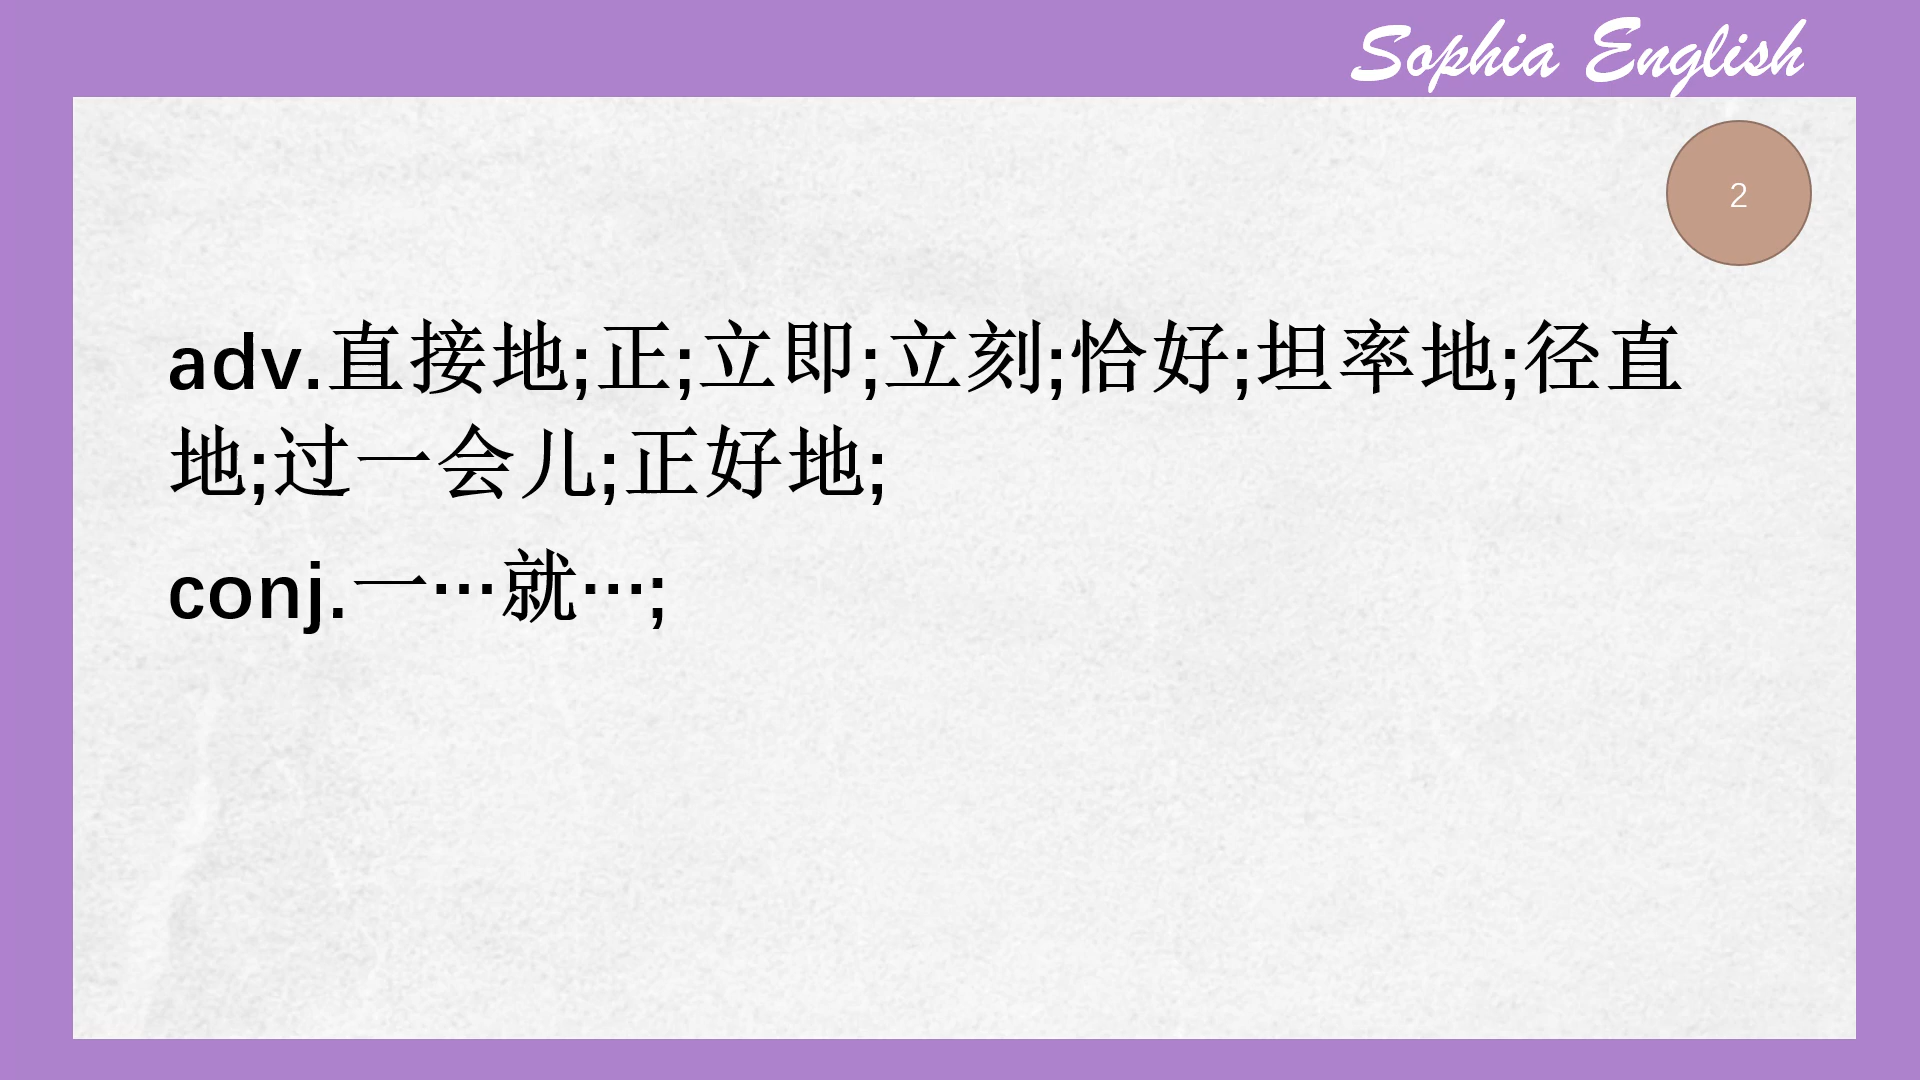 Sophia English
2
adv.直接地;正;立即;立刻;恰好;坦率地;径直
地;过一会儿;正好地;
conj.一···就···;